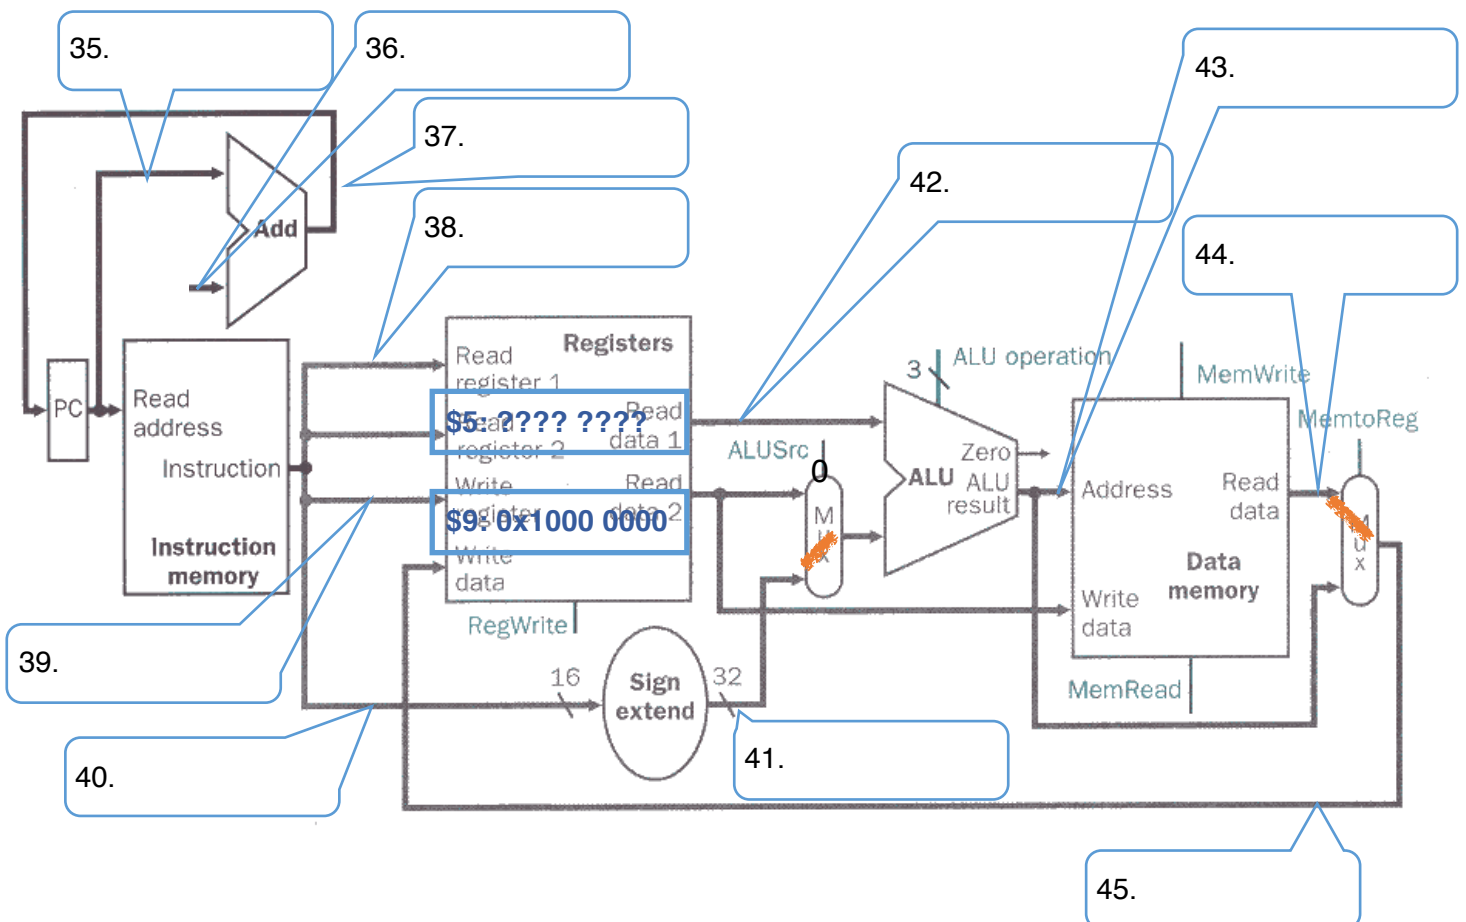 35.
36.
37.
38.
42.
43.
44.
Add
PC
Read
address
Instruction
Instruction
memory
Registers
Read
register 1
$5: ???? ????
Read
data 1
Read
register 2
Write
register
Read
data 2
$9: 0x1000 0000
Write
data
RegWrite
3
ALU operation
ALUSrc
0
Zero
ALU
ALU
result
MemWrite
MemtoReg
Address
Read
data
Data
memory
Write
data
MemRead
16
Sign
extend
32
39.
40.
41.
45.